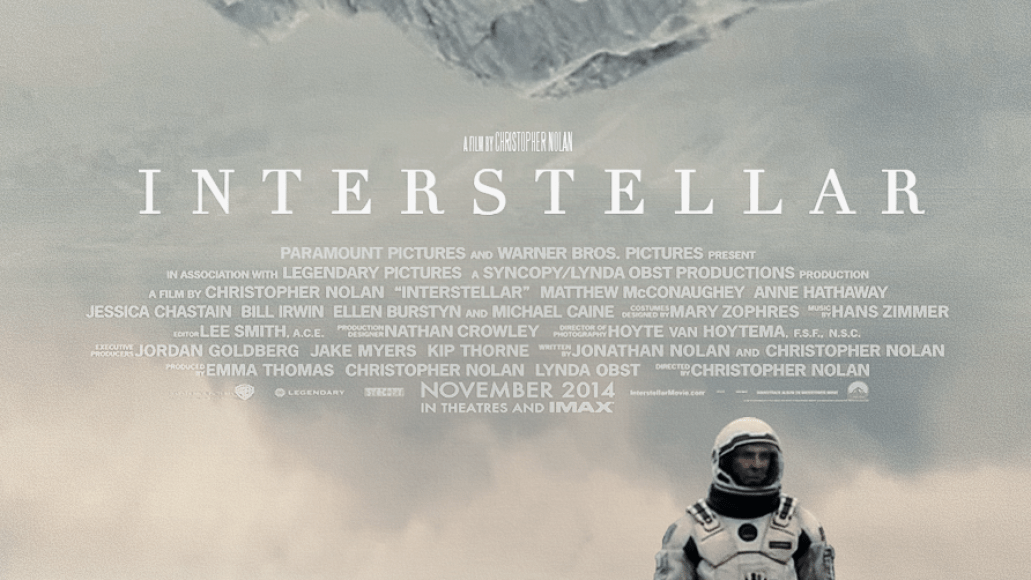 A FILM BY CHRISTOPHER NOLAN
INTERSTELLAR
PARAMOUNT PICTURES AND WARNER BROS. PICTURES PRESENT
IN ASSOCIATION WITH LEGENDARY PICTURES A SYNCOPY/LYNDA OBST PRODUCTIONS PRODUCTION
A FILM BY CHRISTOPHER NOLAN "INTERSTELLAR" MATTHEW McCONAUGHEY ANNE HATHAWAY
JESSICA CHASTAIN BILL IRWIN ELLEN BURSTYN AND MICHAEL CAINE COSTUMES DESIGNED BY MARY ZOPHRES MUSIC BY HANS ZIMMER
EDITOR LEE SMITH, A.C.E. PRODUCTION DESIGNER NATHAN CROWLEY DIRECTOR OF PHOTOGRAPHY HOYTE VAN HOYTEMA, F.S.F., N.S.C.
EXECUTIVE PRODUCERS JORDAN GOLDBERG JAKE MYERS KIP THORNE WRITTEN BY JONATHAN NOLAN AND CHRISTOPHER NOLAN
PRODUCED BY EMMA THOMAS CHRISTOPHER NOLAN LYNDA OBST DIRECTED BY CHRISTOPHER NOLAN
LEGENDARY NOVEMBER 2014 InterstellarMovie.com
IN THEATRES AND IMAX